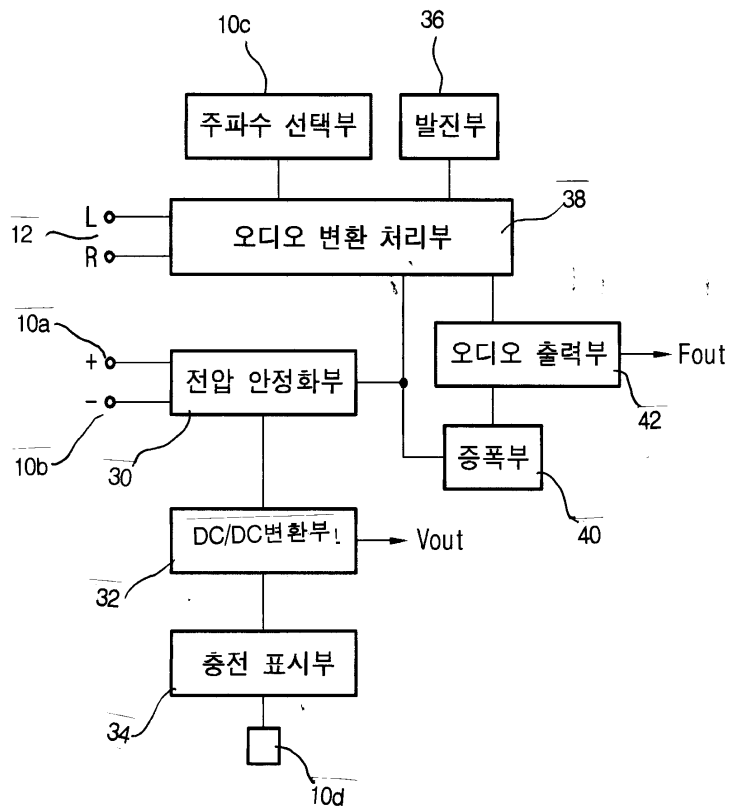 10c
36
주파수 선택부
발진부
38
L
12
오디오 변환 처리부
R
10a
+
전압 안정화부
오디오 출력부
Fout
-
42
10b
30
증폭부
40
DC/DC변환부
Vout
32
충전 표시부
34
10d